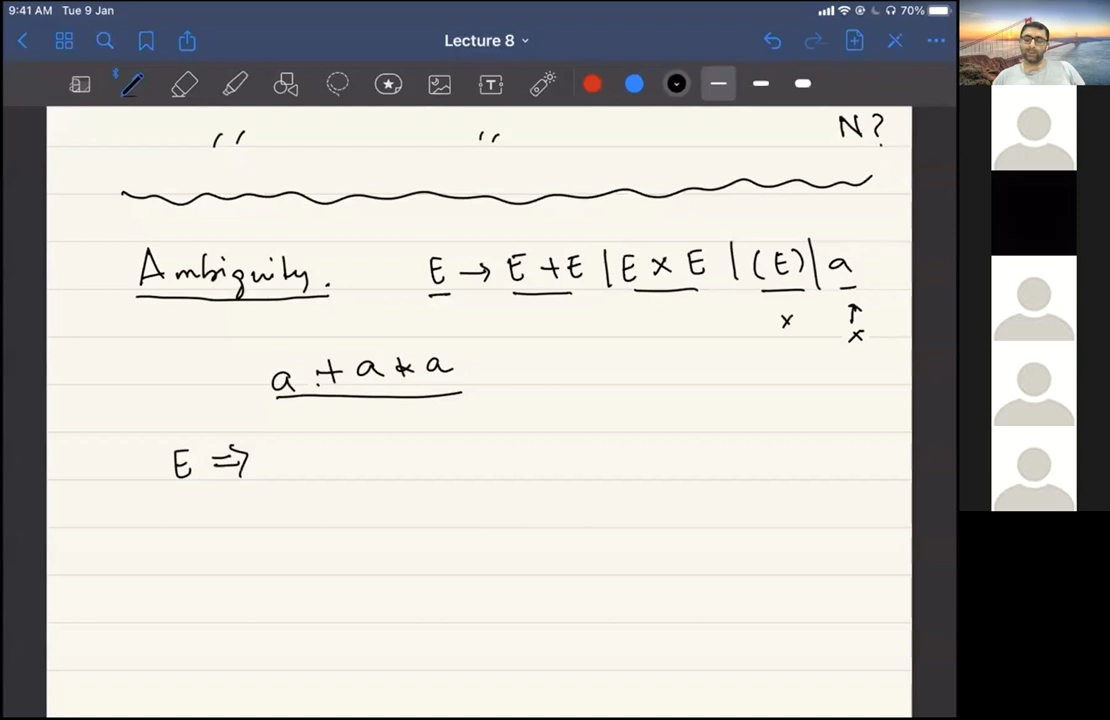 9:41 AM Tue 9 Jan 70%
Lecture 8
T
" " N?
Ambiguity. E → E + E | E × E | (E) | a
× ↑
×
a + a * a
E ⇒